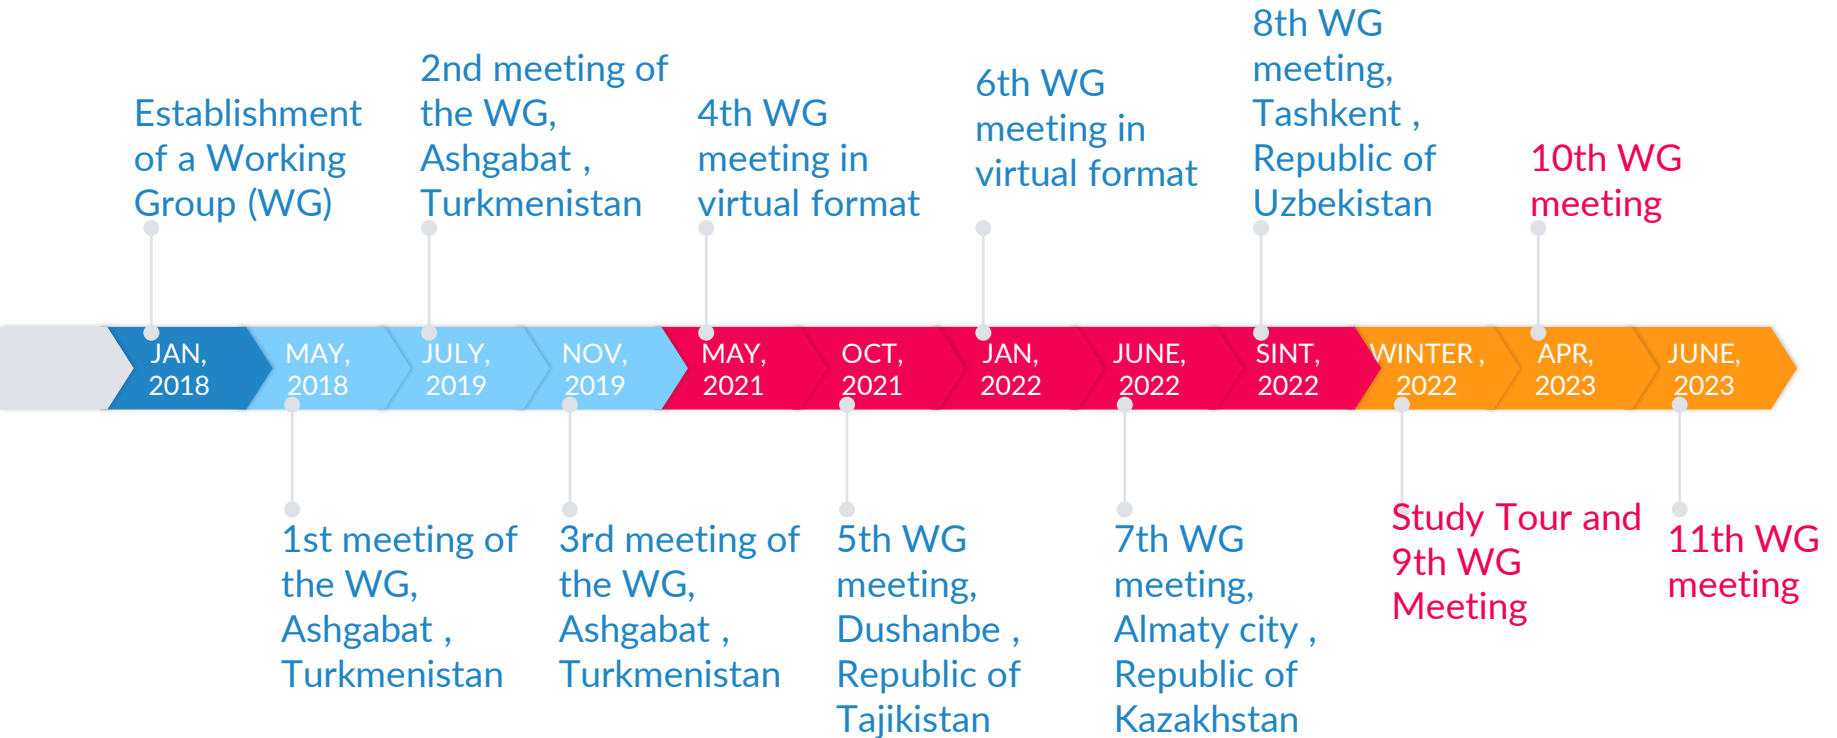 Establishment
of a Working
Group (WG)
2nd meeting of
the WG,
Ashgabat ,
Turkmenistan
4th WG
meeting in
virtual format
6th WG
meeting in
virtual format
8th WG
meeting,
Tashkent ,
Republic of
Uzbekistan
10th WG
meeting
JAN,
2018
MAY,
2018
JULY,
2019
NOV,
2019
MAY,
2021
OCT,
2021
JAN,
2022
JUNE,
2022
SINT,
2022
WINTER ,
2022
APR,
2023
JUNE,
2023
1st meeting of
the WG,
Ashgabat ,
Turkmenistan
3rd meeting of
the WG,
Ashgabat ,
Turkmenistan
5th WG
meeting,
Dushanbe ,
Republic of
Tajikistan
7th WG
meeting,
Almaty city ,
Republic of
Kazakhstan
Study Tour and
9th WG
Meeting
11th WG
meeting